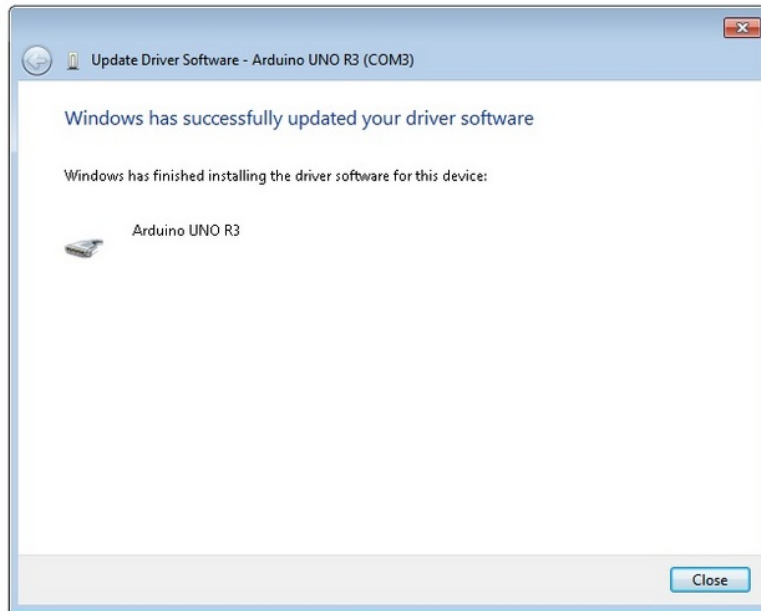 Update Driver Software - Arduino UNO R3 (COM3)
Windows has successfully updated your driver software
Windows has finished installing the driver software for this device:
Arduino UNO R3
Close